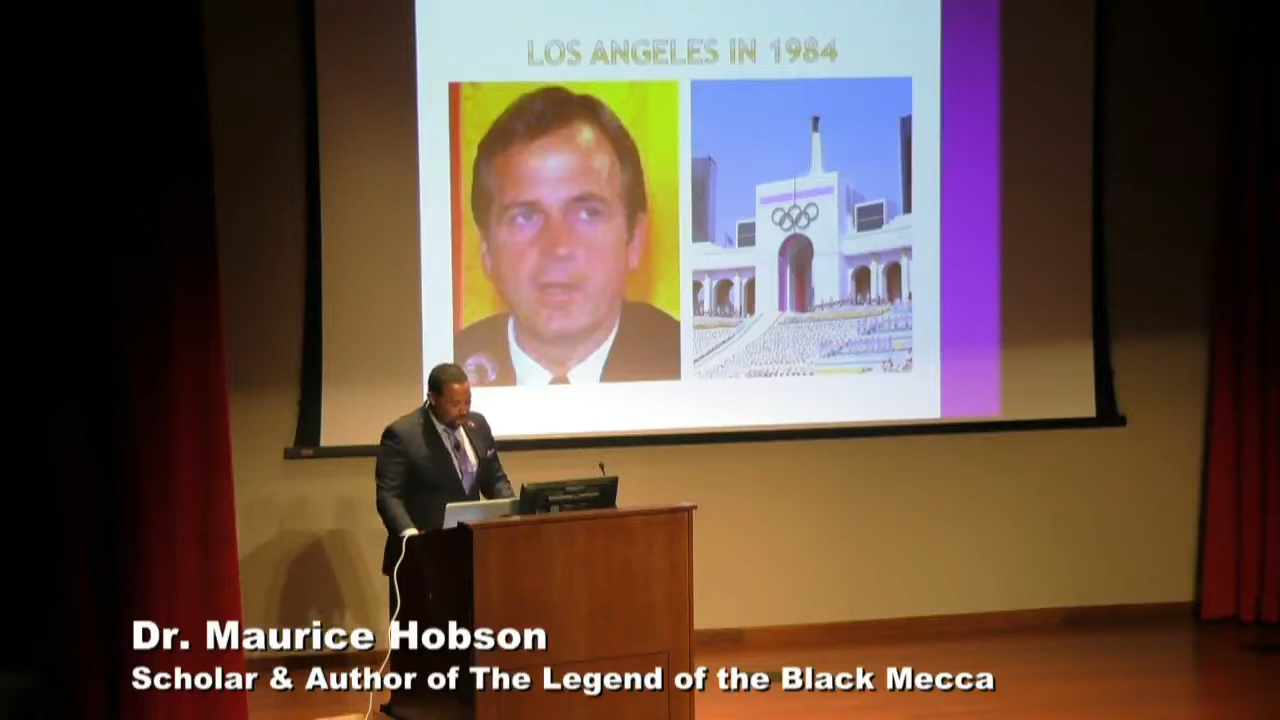 LOS ANGELES IN 1984
Dr. Maurice Hobson
Scholar & Author of The Legend of the Black Mecca